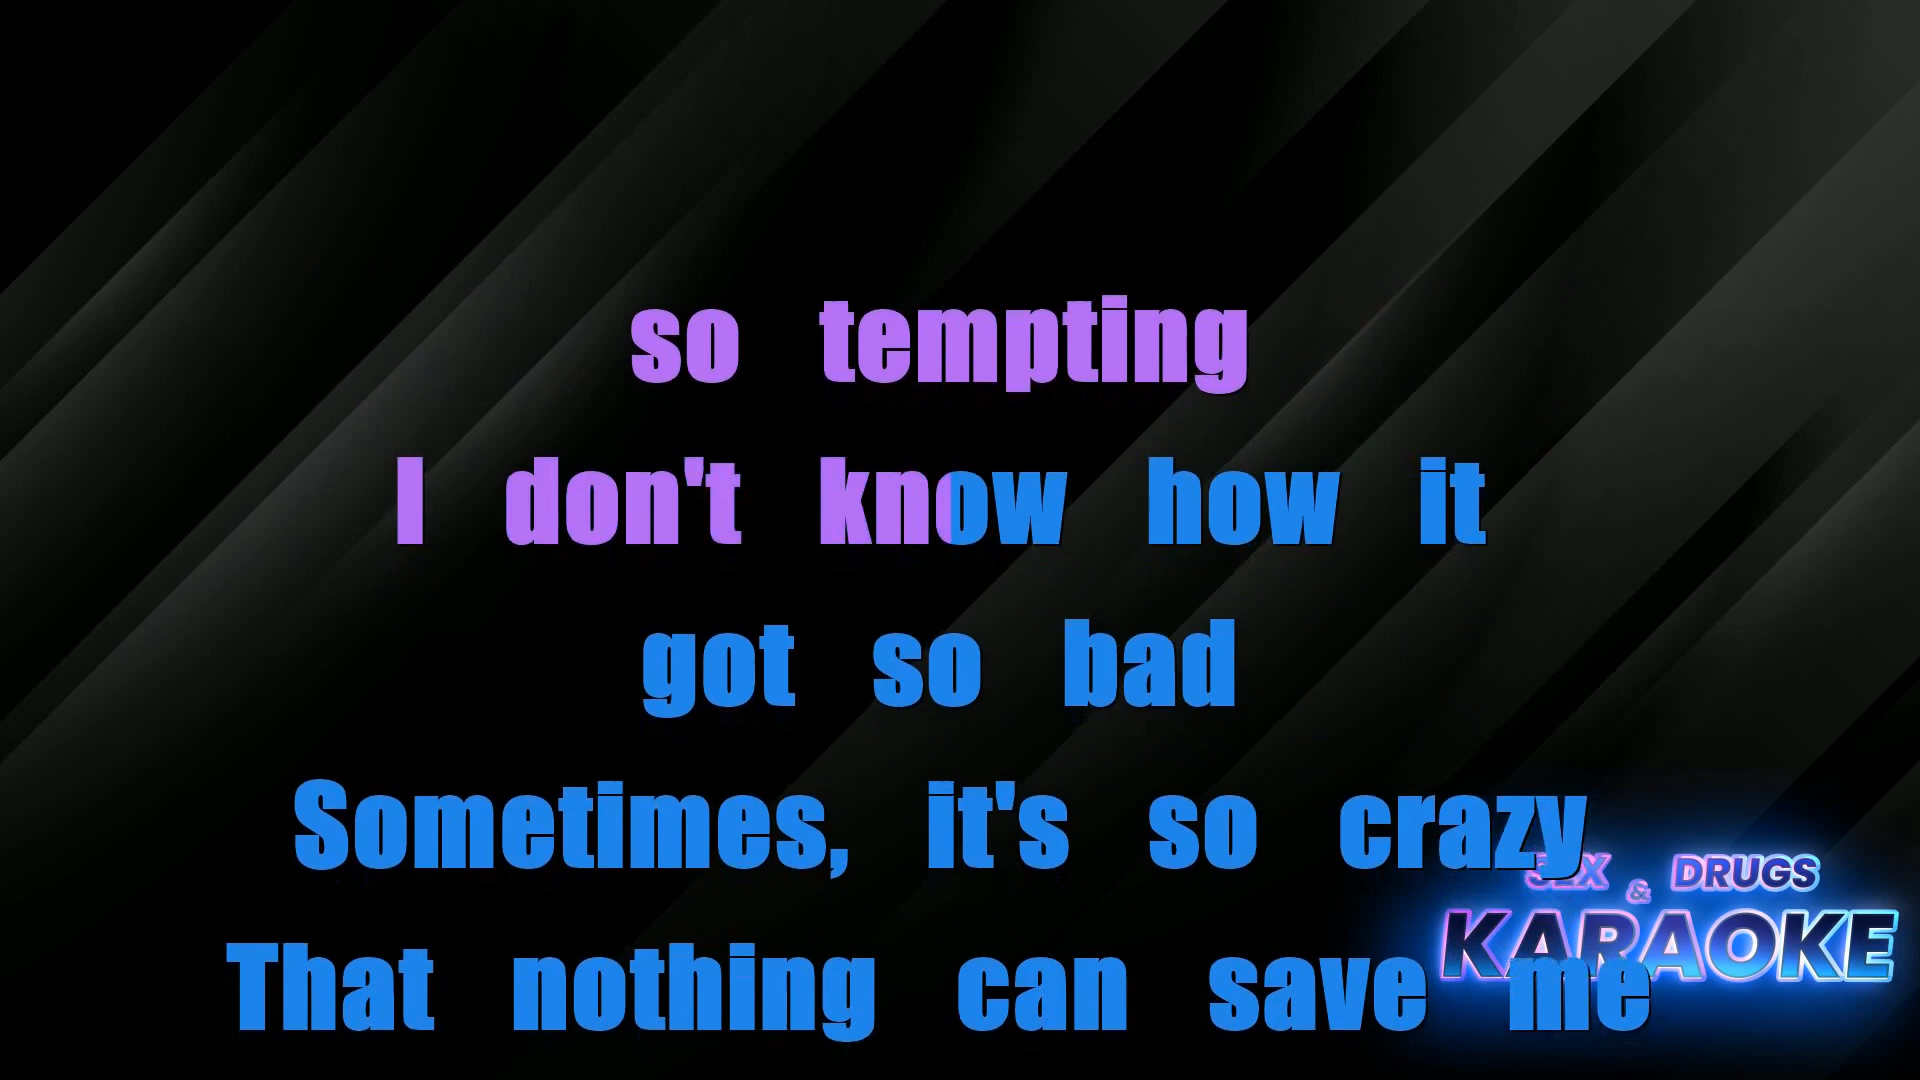 so tempting
I don't know how it
got so bad
Sometimes, it's so crazy
SEX & DRUGS
KARAOKE
That nothing can save me